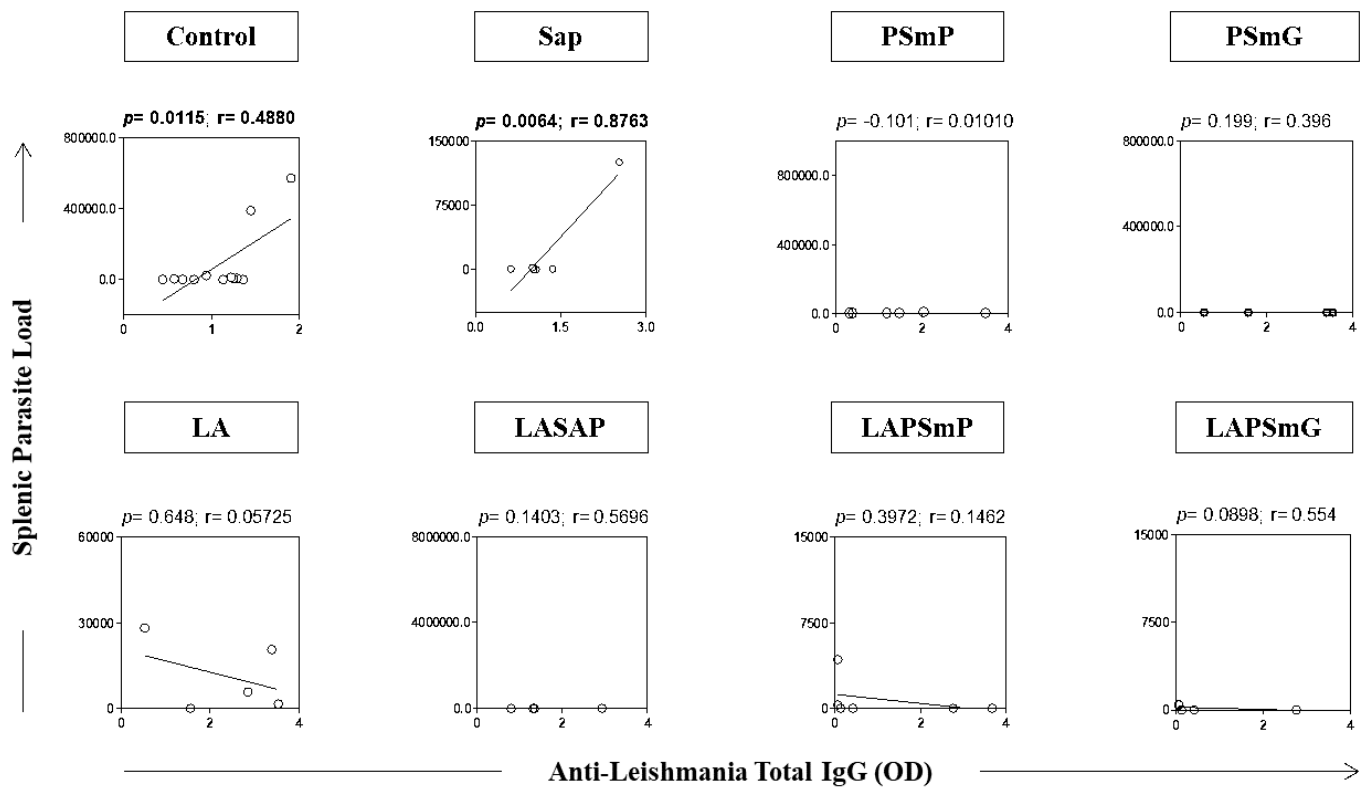 Control
Sap
PSmP
PSmG
p= 0.0115; r= 0.4880
p= 0.0064; r= 0.8763
p= -0.101; r= 0.01010
p= 0.199; r= 0.396
800000.0
400000.0
0.0
0
1
2
150000
75000
0
0.0
1.5
3.0
800000.0
400000.0
0.0
0
2
4
800000.0
400000.0
0.0
0
2
4
Splenic Parasite Load
LA
LASAP
LAPSmP
LAPSmG
p= 0.648; r= 0.05725
p= 0.1403; r= 0.5696
p= 0.3972; r= 0.1462
p= 0.0898; r= 0.554
60000
30000
0
0
2
4
8000000.0
4000000.0
0.0
0
2
4
15000
7500
0
0
2
4
15000
7500
0
0
2
4
Anti-Leishmania Total IgG (OD)